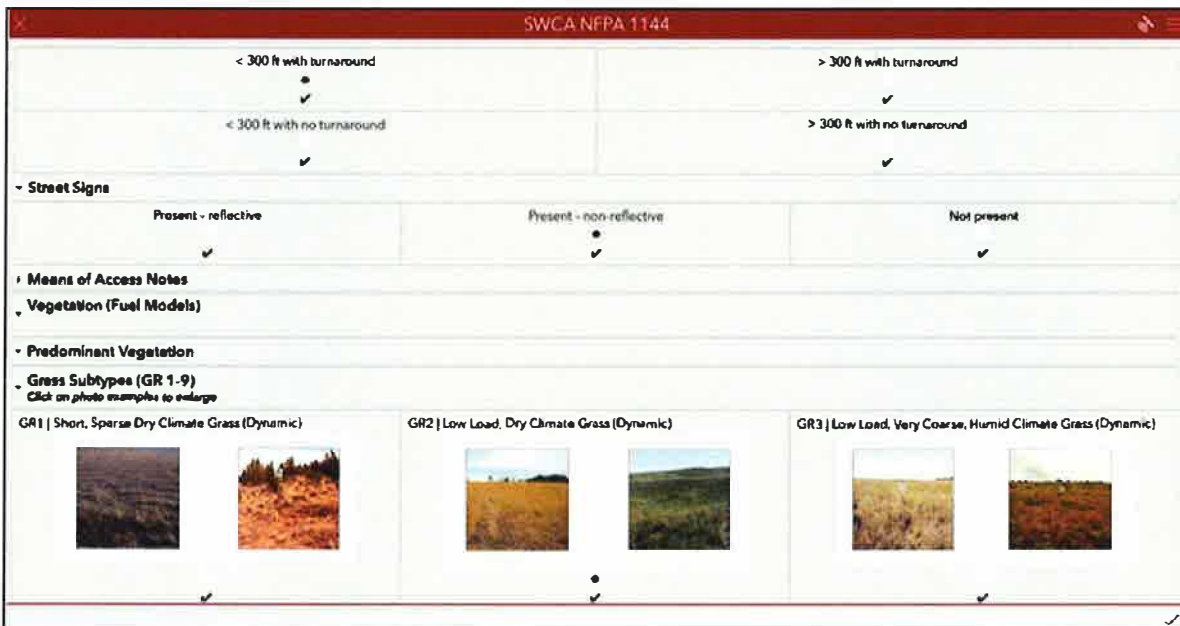 SWCA NFPA 1144
< 300 ft with turnaround
> 300 ft with turnaround
< 300 ft with no turnaround
> 300 ft with no turnaround
Street Signs
Present - reflective
Present - non-reflective
Not present
Means of Access Notes
Vegetation (Fuel Models)
Predominant Vegetation
Grass Subtypes (GR 1-9)
Click on photo examples to enlarge
GR1 | Short, Sparse Dry Climate Grass (Dynamic)
GR2 | Low Load, Dry Climate Grass (Dynamic)
GR3 | Low Load, Very Coarse, Humid Climate Grass (Dynamic)